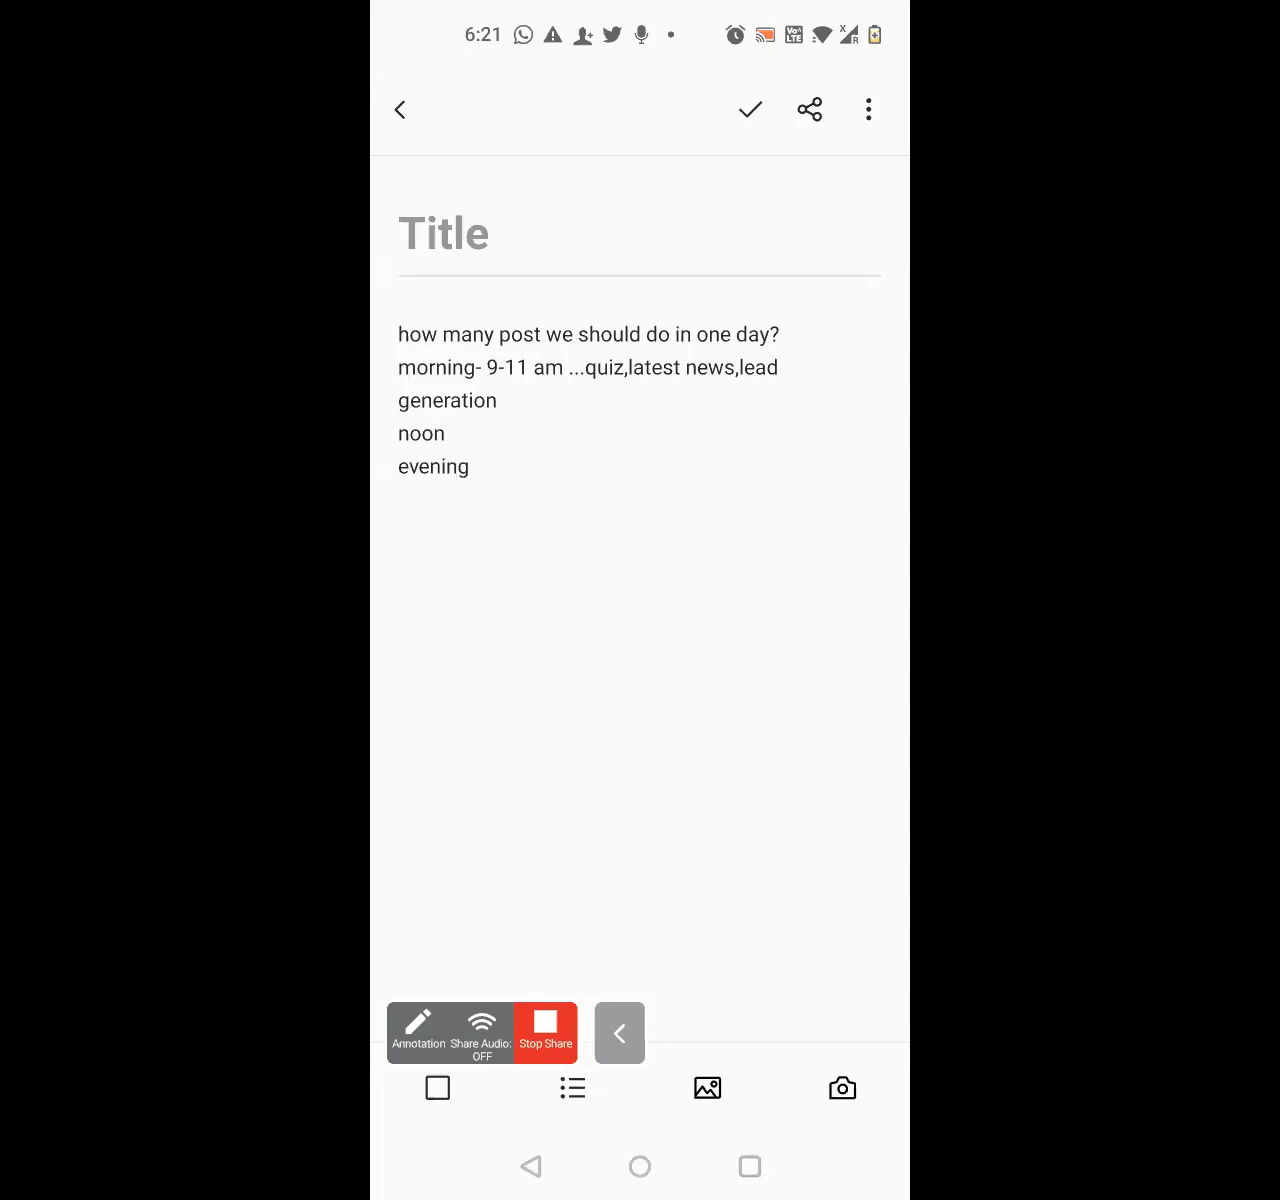 6:21
Title
how many post we should do in one day?
morning- 9-11 am ...quiz,latest news,lead
generation
noon
evening
Annotation Share Audio: Stop Share
OFF